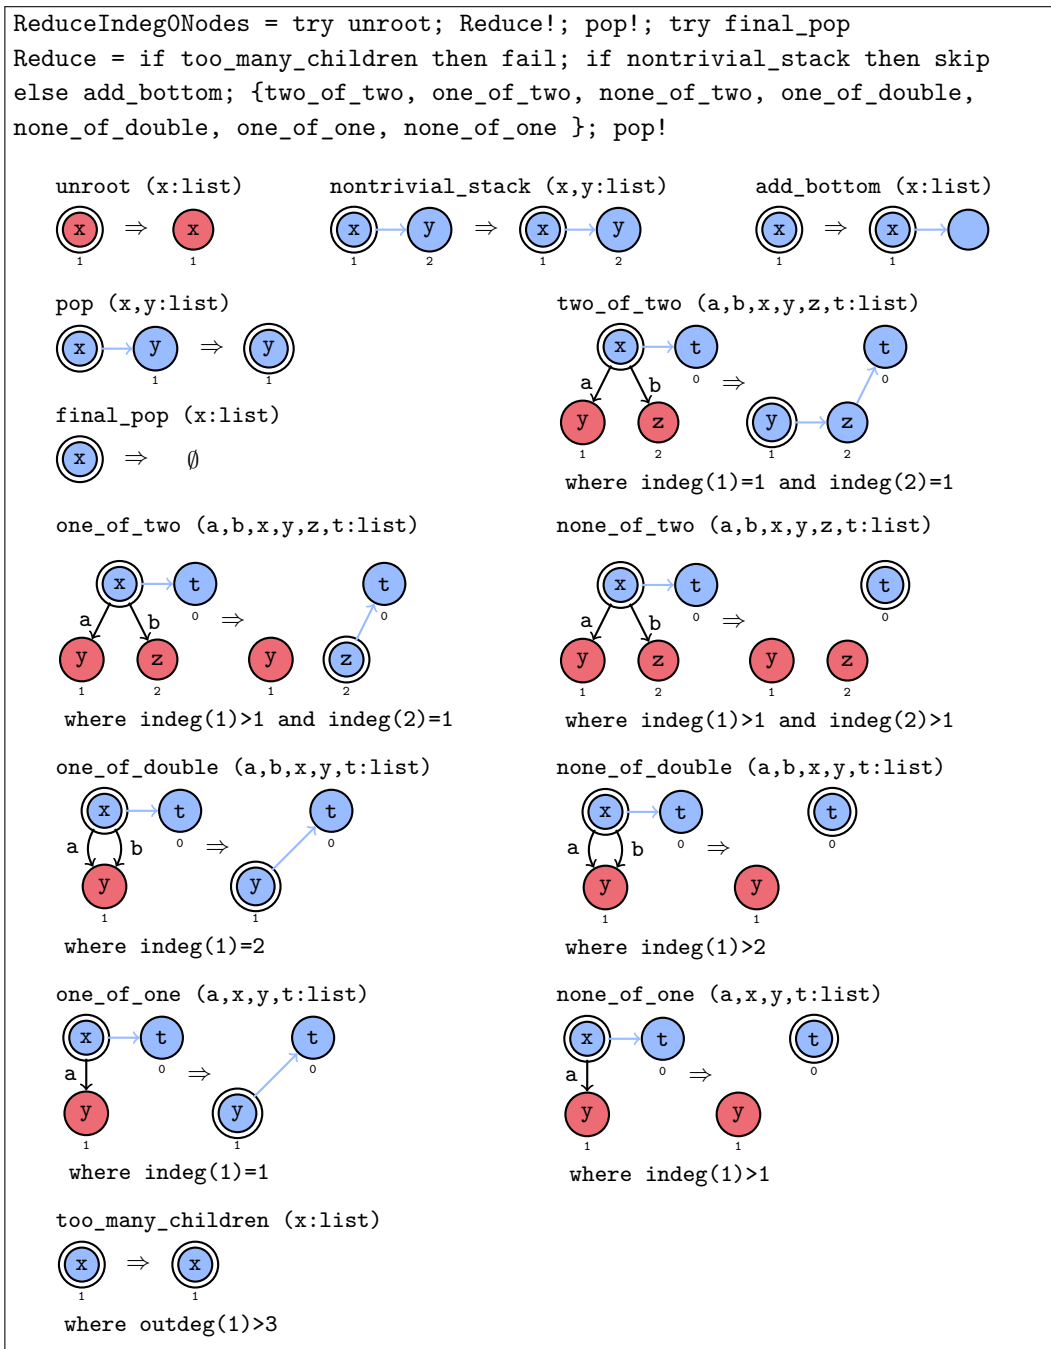 ReduceIndeg0Nodes = try unroot; Reduce!; pop!; try final_pop
Reduce = if too_many_children then fail; if nontrivial_stack then skip
else add_bottom; {two_of_two, one_of_two, none_of_two, one_of_double,
none_of_double, one_of_one, none_of_one }; pop!
unroot (x:list) nontrivial_stack (x,y:list) add_bottom (x:list)
x ⇒ x x y ⇒ x y x ⇒ x
1 1 1 2 1 2 1 1
pop (x,y:list) two_of_two (a,b,x,y,z,t:list)
x y ⇒ y x t t
1 1 0 ⇒ 0
a b
final_pop (x:list) y z y z
x ⇒ ∅ 1 2 1 2
where indeg(1)=1 and indeg(2)=1
one_of_two (a,b,x,y,z,t:list) none_of_two (a,b,x,y,z,t:list)
x t t x t t
a b 0 ⇒ 0 a b 0 ⇒ 0
y z y z y z y z
1 2 1 2 1 2 1 2
where indeg(1)>1 and indeg(2)=1 where indeg(1)>1 and indeg(2)>1
one_of_double (a,b,x,y,t:list) none_of_double (a,b,x,y,t:list)
x t t x t t
a b 0 ⇒ 0 a b 0 ⇒ 0
y y y y
1 1 1 1
where indeg(1)=2 where indeg(1)>2
one_of_one (a,x,y,t:list) none_of_one (a,x,y,t:list)
x t t x t t
a 0 ⇒ 0 a 0 ⇒ 0
y y y y
1 1 1 1
where indeg(1)=1 where indeg(1)>1
too_many_children (x:list)
x ⇒ x
1 1
where outdeg(1)>3